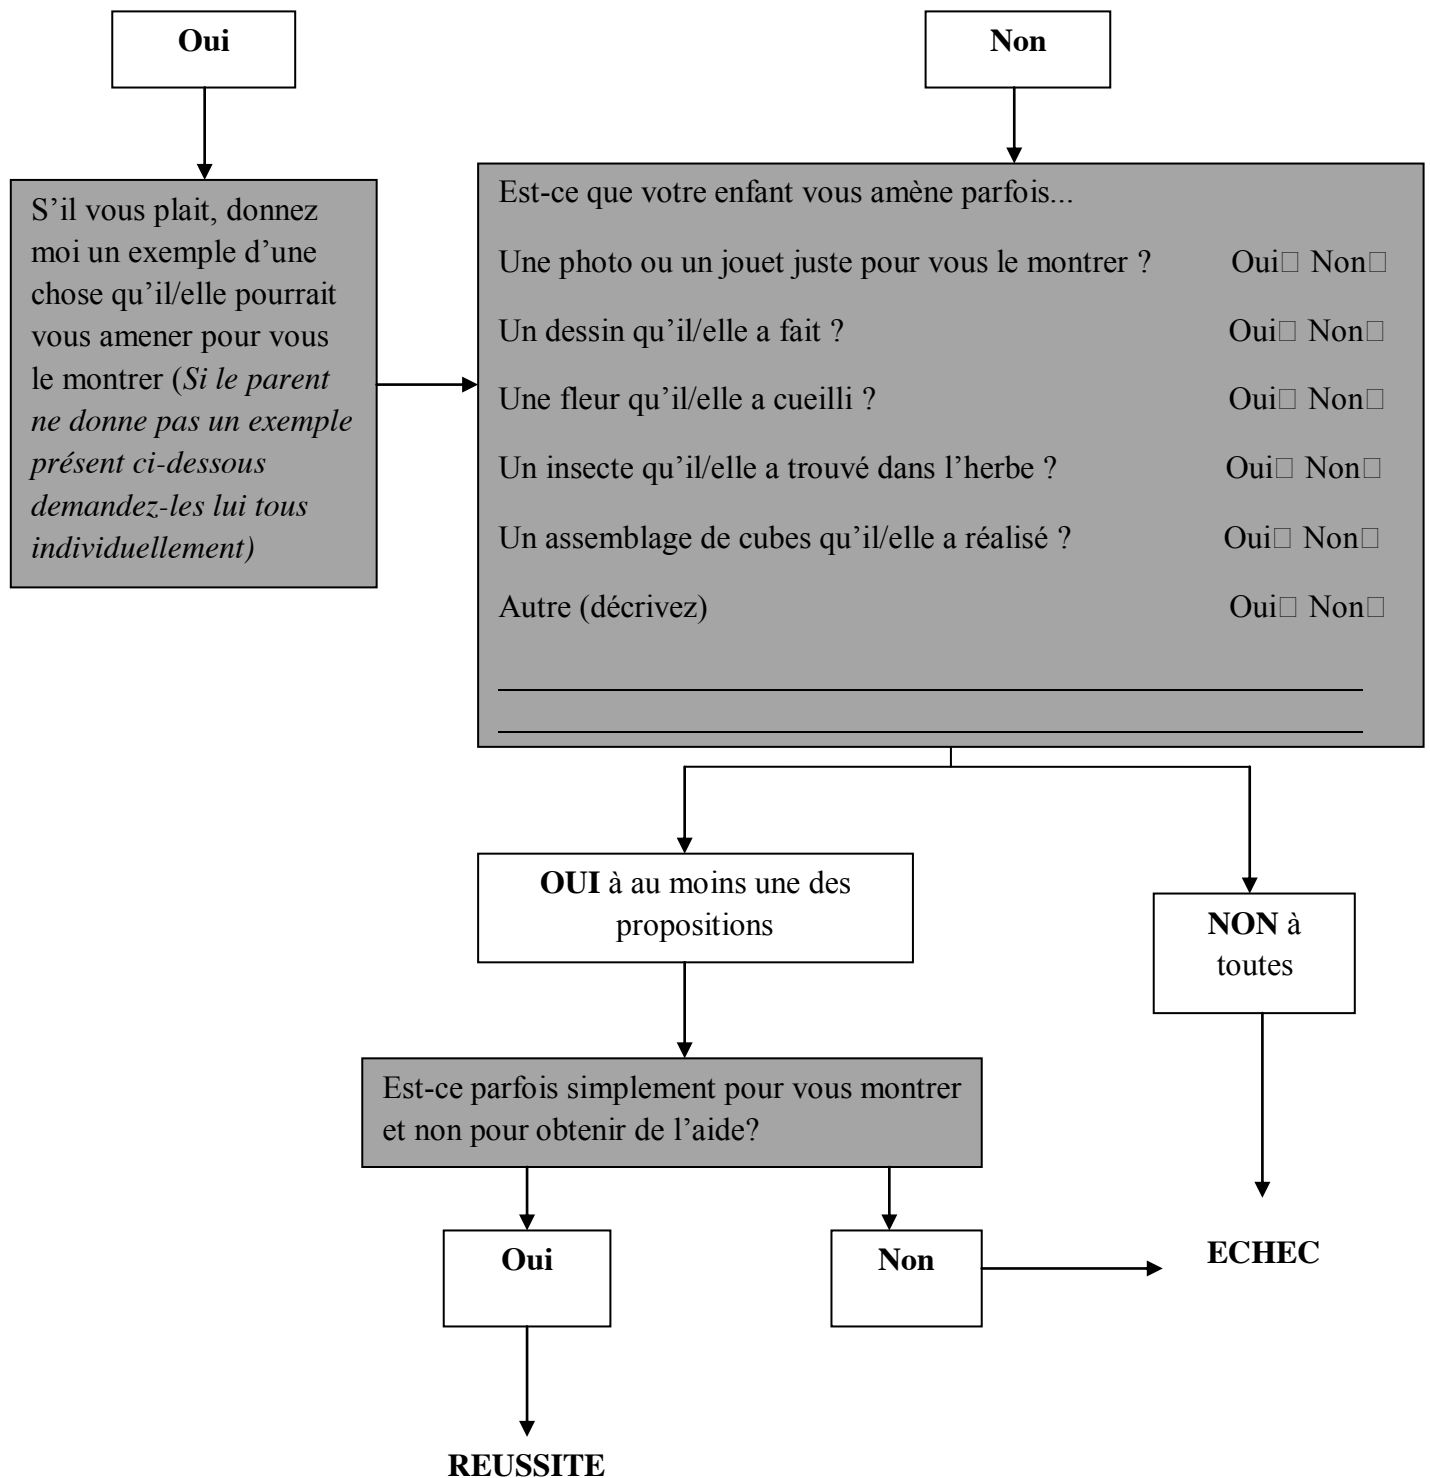 Oui
Non
S’il vous plait, donnez
moi un exemple d’une
chose qu’il/elle pourrait
vous amener pour vous
le montrer (Si le parent
ne donne pas un exemple
présent ci-dessous
demandez-les lui tous
individuellement)
Est-ce que votre enfant vous amène parfois...
Une photo ou un jouet juste pour vous le montrer ? Oui□ Non□
Un dessin qu’il/elle a fait ? Oui□ Non□
Une fleur qu’il/elle a cueilli ? Oui□ Non□
Un insecte qu’il/elle a trouvé dans l’herbe ? Oui□ Non□
Un assemblage de cubes qu’il/elle a réalisé ? Oui□ Non□
Autre (décrivez) Oui□ Non□
OUI à au moins une des
propositions
NON à
toutes
Est-ce parfois simplement pour vous montrer
et non pour obtenir de l’aide?
Oui
Non
ECHEC
REUSSITE